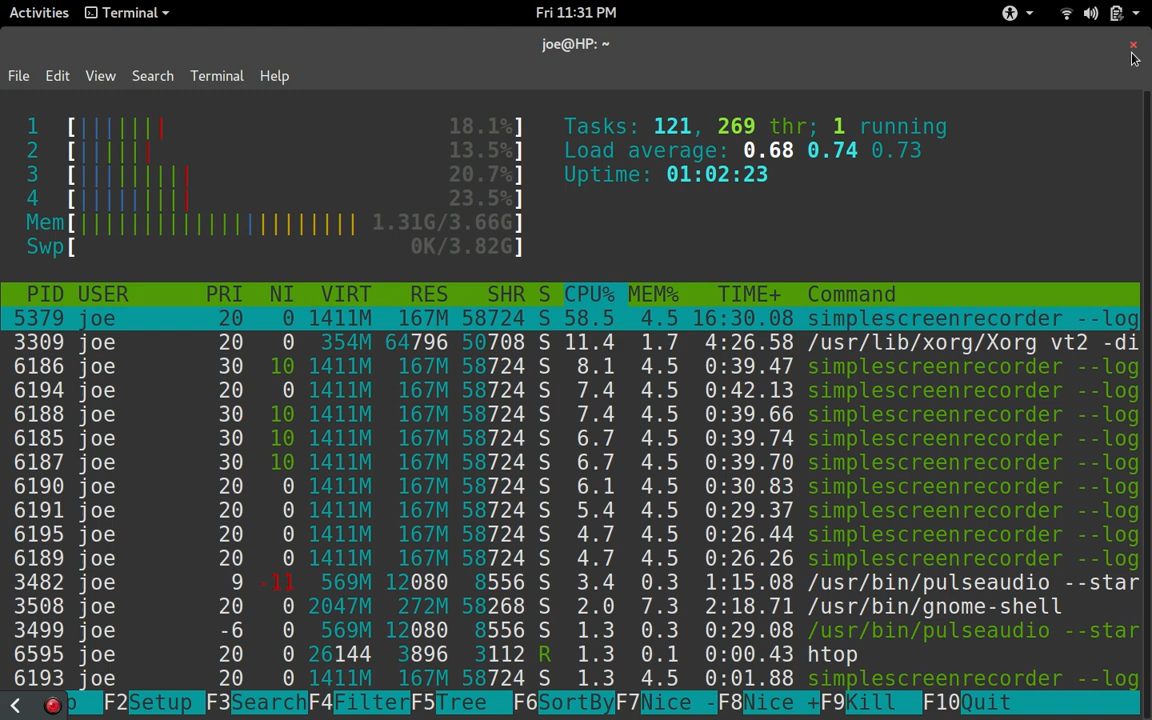 Activities Terminal Fri 11:31 PM
joe@HP: ~
File Edit View Search Terminal Help
1 [|||||||| 18.1%] Tasks: 121, 269 thr; 1 running
2 [|||||| 13.5%] Load average: 0.68 0.74 0.73
3 [||||||||| 20.7%] Uptime: 01:02:23
4 [||||||||| 23.5%]
Mem[|||||||||||||||||||||| 1.31G/3.66G]
Swp[ 0K/3.82G]
PID USER PRI NI VIRT RES SHR S CPU% MEM% TIME+ Command
5379 joe 20 0 1411M 167M 58724 S 58.5 4.5 16:30.08 simplescreenrecorder --log
3309 joe 20 0 354M 64796 50708 S 11.4 1.7 4:26.58 /usr/lib/xorg/Xorg vt2 -di
6186 joe 30 10 1411M 167M 58724 S 8.1 4.5 0:39.47 simplescreenrecorder --log
6194 joe 20 0 1411M 167M 58724 S 7.4 4.5 0:42.13 simplescreenrecorder --log
6188 joe 30 10 1411M 167M 58724 S 7.4 4.5 0:39.66 simplescreenrecorder --log
6185 joe 30 10 1411M 167M 58724 S 6.7 4.5 0:39.74 simplescreenrecorder --log
6187 joe 30 10 1411M 167M 58724 S 6.7 4.5 0:39.70 simplescreenrecorder --log
6190 joe 20 0 1411M 167M 58724 S 6.1 4.5 0:30.83 simplescreenrecorder --log
6191 joe 20 0 1411M 167M 58724 S 5.4 4.5 0:29.37 simplescreenrecorder --log
6195 joe 20 0 1411M 167M 58724 S 4.7 4.5 0:26.44 simplescreenrecorder --log
6189 joe 20 0 1411M 167M 58724 S 4.7 4.5 0:26.26 simplescreenrecorder --log
3482 joe 9 -11 569M 12080 8556 S 3.4 0.3 1:15.08 /usr/bin/pulseaudio --star
3508 joe 20 0 2047M 272M 58268 S 2.0 7.3 2:18.71 /usr/bin/gnome-shell
3499 joe -6 0 569M 12080 8556 S 1.3 0.3 0:29.08 /usr/bin/pulseaudio --star
6595 joe 20 0 26144 3896 3112 R 1.3 0.1 0:00.43 htop
6193 joe 20 0 1411M 167M 58724 S 1.3 4.5 0:01.88 simplescreenrecorder --log
p F2Setup F3SearchF4FilterF5Tree F6SortByF7Nice -F8Nice +F9Kill F10Quit